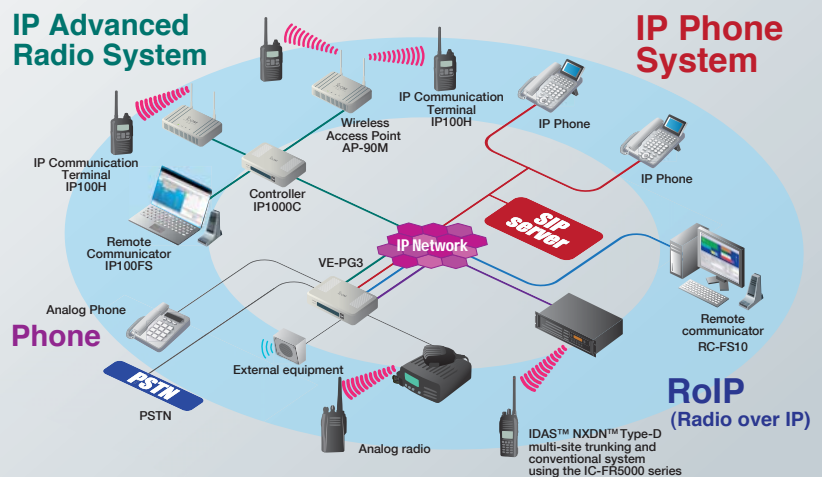 IP Advanced
Radio System
IP Phone
System
IP Communication
Terminal
IP100H
Wireless
Access Point
AP-90M
IP Phone
IP Phone
IP Communication
Terminal
IP100H
Controller
IP1000C
SIP
server
Remote
Communicator
IP100FS
IP Network
VE-PG3
Analog Phone
Phone
PSTN
PSTN
External equipment
Analog radio
Remote
communicator
RC-FS10
RoIP
(Radio over IP)
IDAS™ NXDN™ Type-D
multi-site trunking and
conventional system
using the IC-FR5000 series